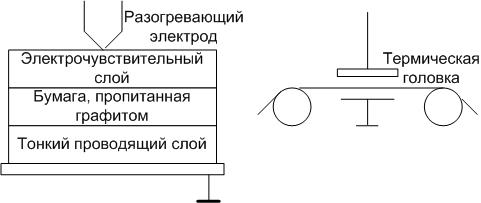 Разогревающий
электрод
Электрочувствительный
слой
Бумага, пропитанная
графитом
Тонкий проводящий слой
Термическая
головка